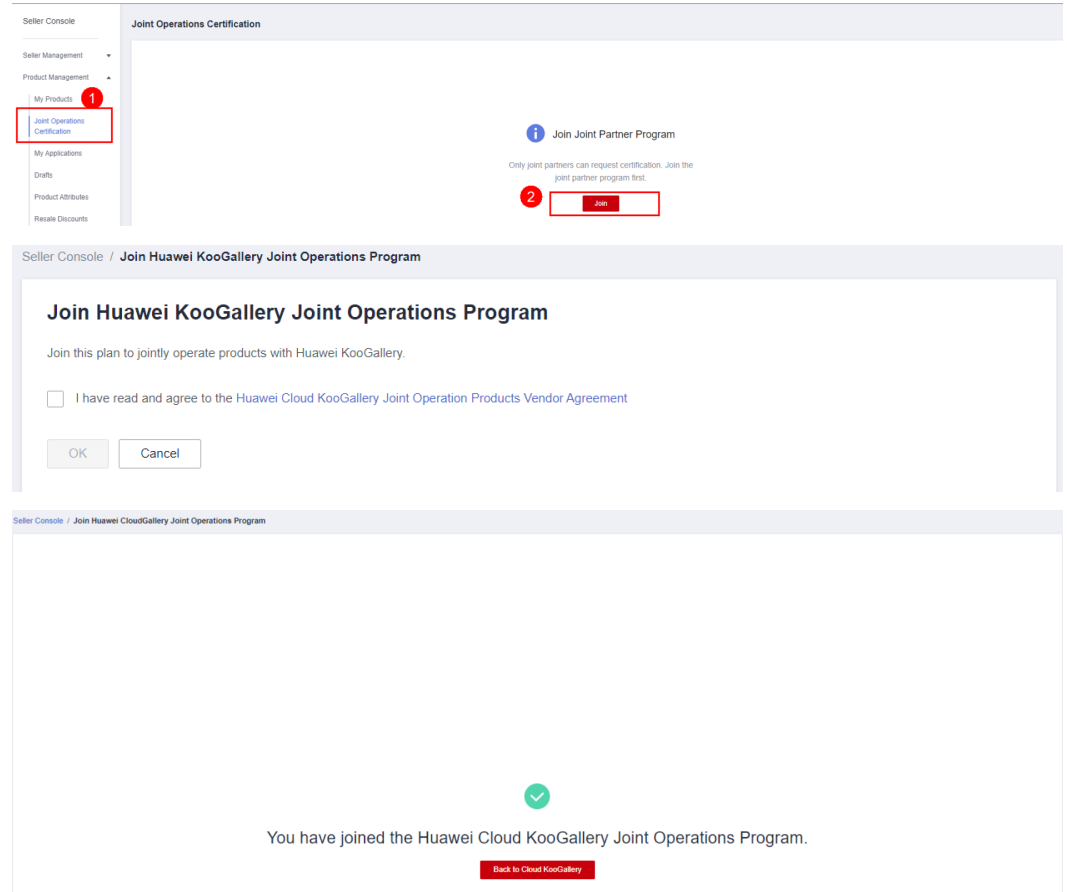 Seller Console
Joint Operations Certification
Seller Management
Product Management
My Products
1
Joint Operations
Certification
My Applications
Drafts
Product Attributes
Resale Discounts
Join Joint Partner Program
Only joint partners can request certification. Join the
joint partner program first.
2
Join
Seller Console / Join Huawei KooGallery Joint Operations Program
Join Huawei KooGallery Joint Operations Program
Join this plan to jointly operate products with Huawei KooGallery.
I have read and agree to the Huawei Cloud KooGallery Joint Operation Products Vendor Agreement
OK
Cancel
Seller Console / Join Huawei CloudGallery Joint Operations Program
You have joined the Huawei Cloud KooGallery Joint Operations Program.
Back to Cloud KooGallery